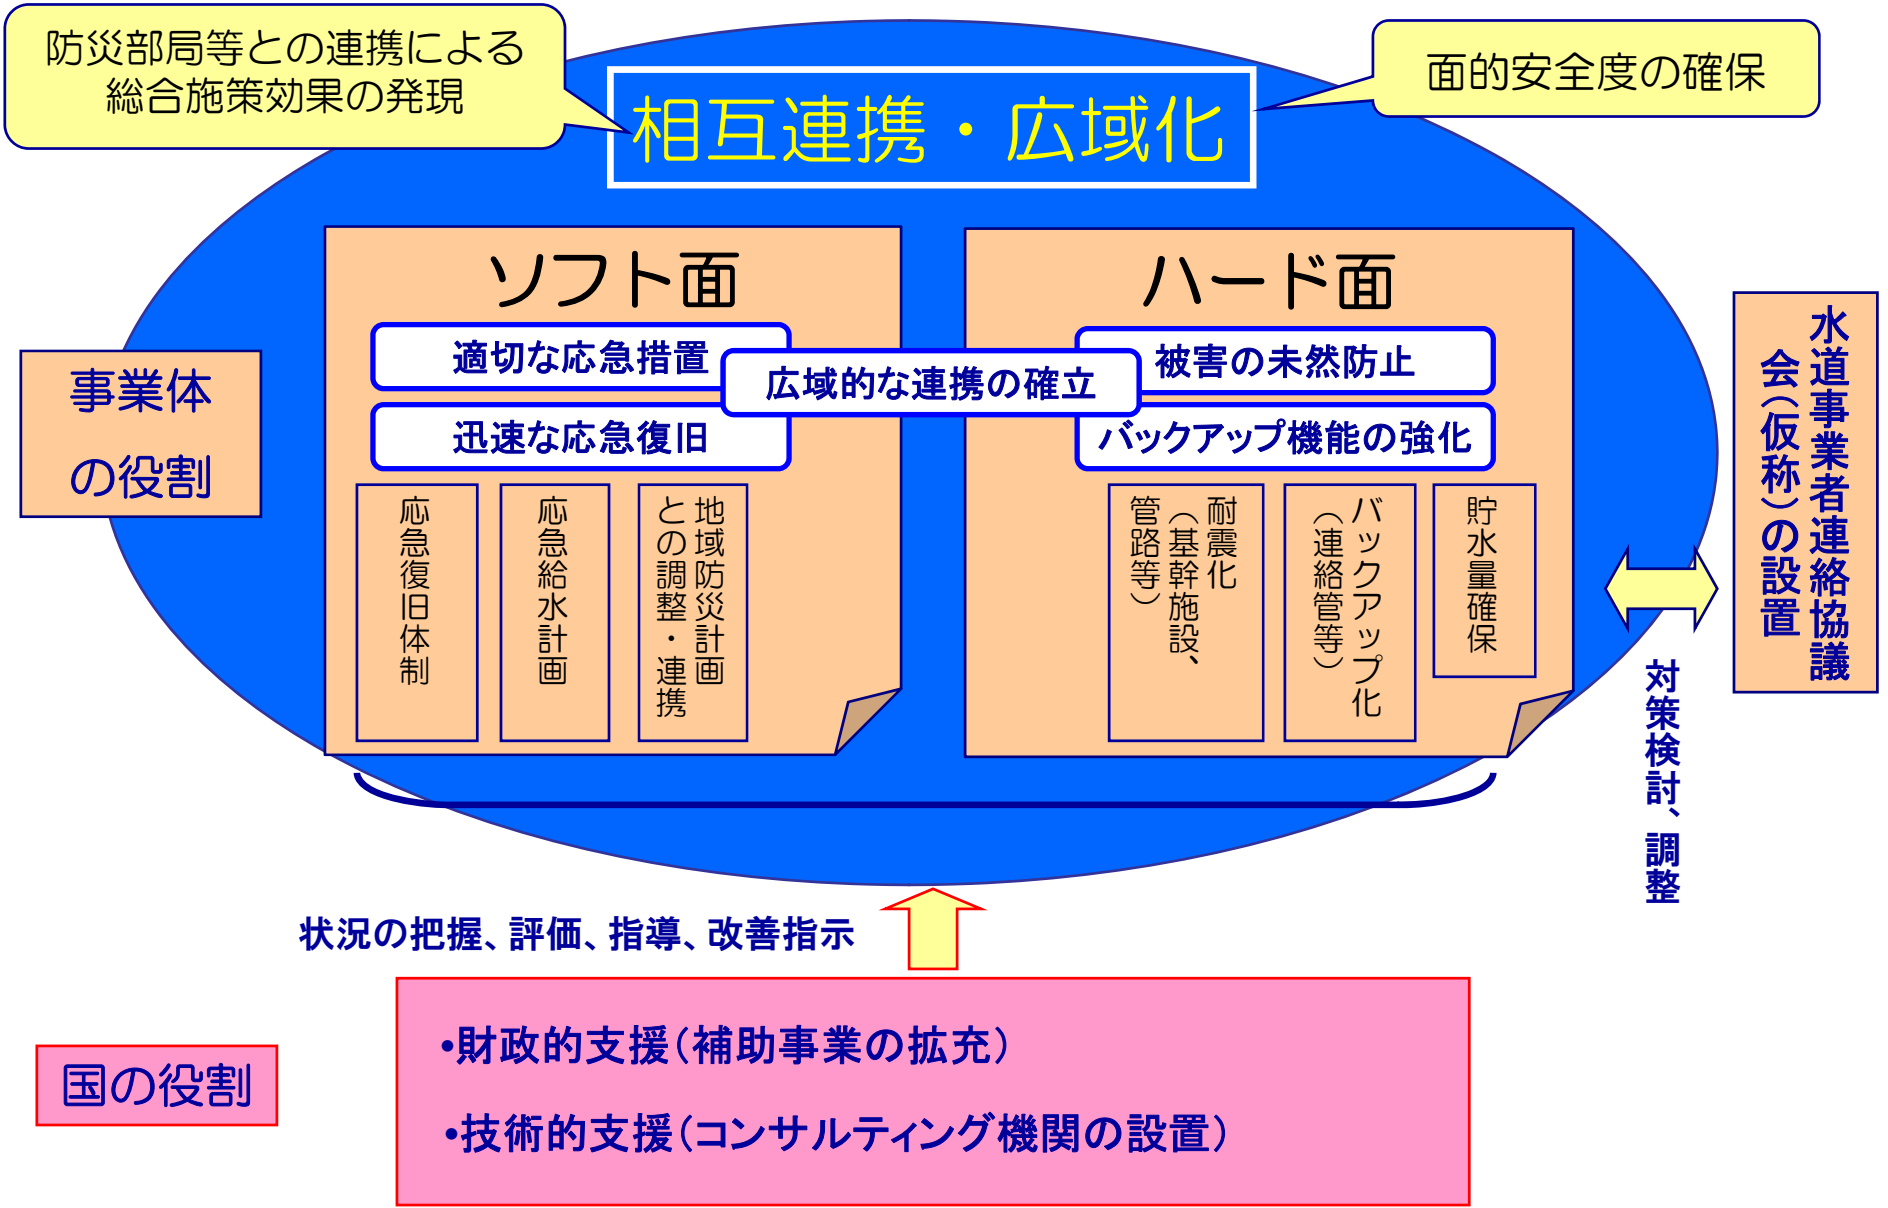 防災部局等との連携による
総合施策効果の発現
面的安全度の確保
相互連携・広域化
ソフト面
適切な応急措置
迅速な応急復旧
広域的な連携の確立
ハード面
被害の未然防止
バックアップ機能の強化
事業体
の役割
応急復旧体制
応急給水計画
地域防災計画
との調整・連携
耐震化
（基幹施設、
管路等）
バックアップ化
（連絡管等）
貯水量確保
水道事業者連絡協議
会（仮称）の設置
対策検討、調整
状況の把握、評価、指導、改善指示
国の役割
・財政的支援（補助事業の拡充）
・技術的支援（コンサルティング機関の設置）